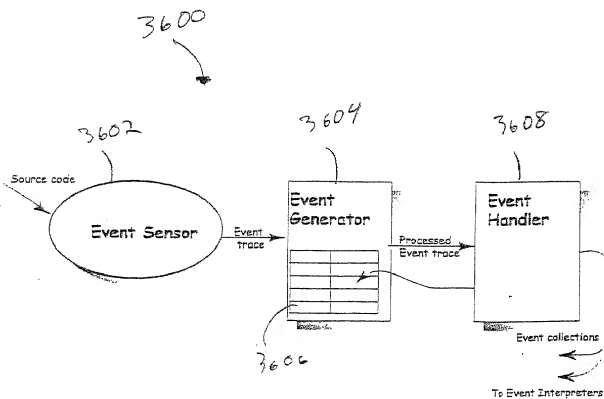 3600
3602
3604
3608
Source code
Event Sensor
Event
trace
Event
Generator
Processed
Event trace
Event
Handler
3606
Event collections
To Event Interpreters